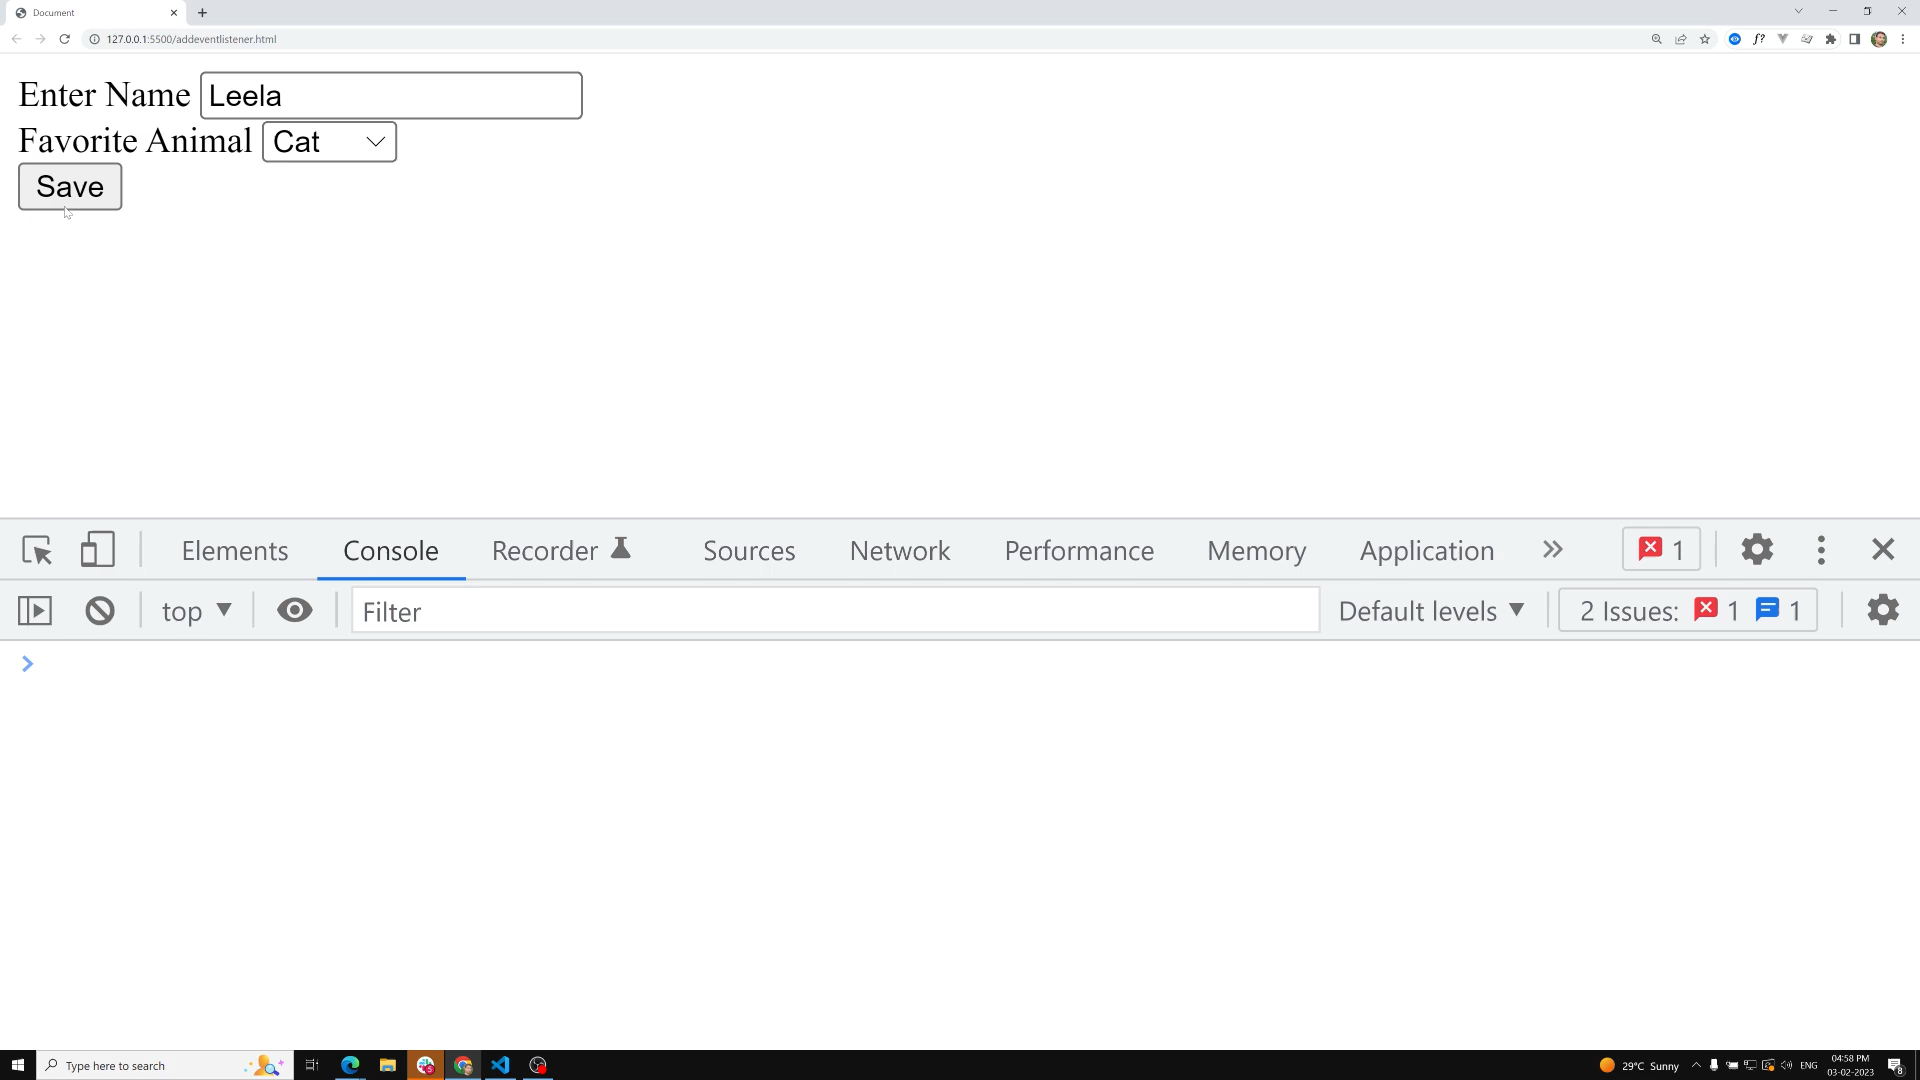 Document
127.0.0.1:5500/addeventlistener.html
f?
Enter Name Leela
Favorite Animal Cat
Save
Elements Console Recorder Sources Network Performance Memory Application 1
top Filter Default levels 2 Issues: 1 1
Type here to search
29°C Sunny
ENG
04:58 PM
03-02-2023
8